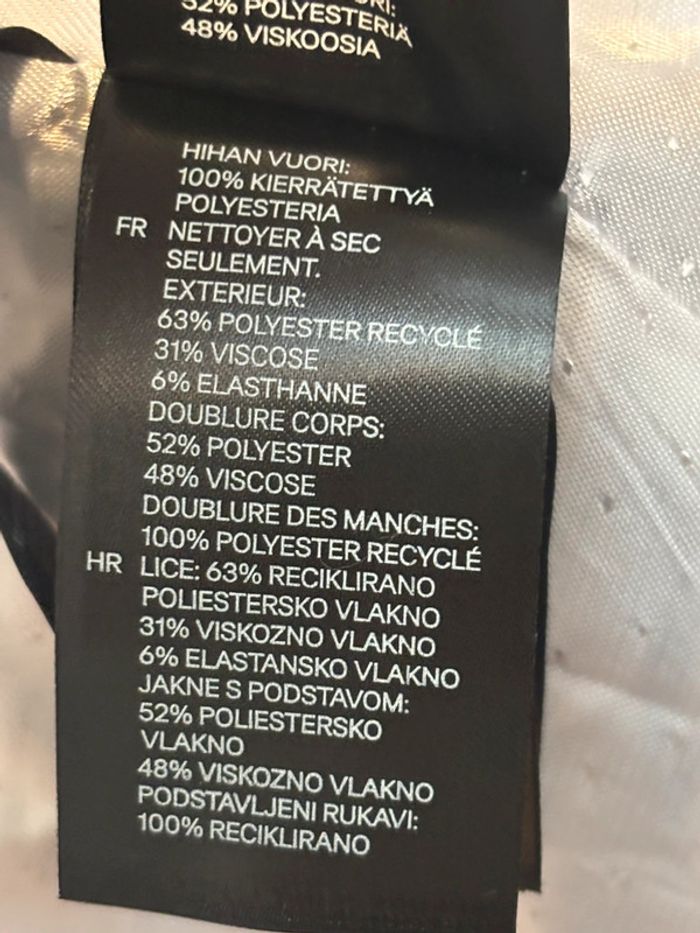 52% POLYESTERIÄ
48% VISKOOSIA
HIHAN VUORI:
100% KIERRÄTETTYÄ
POLYESTERIA
FR NETTOYER À SEC
SEULEMENT.
EXTERIEUR:
63% POLYESTER RECYCLÉ
31% VISCOSE
6% ELASTHANNE
DOUBLURE CORPS:
52% POLYESTER
48% VISCOSE
DOUBLURE DES MANCHES:
100% POLYESTER RECYCLÉ
HR LICE: 63% RECIKLIRANO
POLIESTERSKO VLAKNO
31% VISKOZNO VLAKNO
6% ELASTANSKO VLAKNO
JAKNE S PODSTAVOM:
52% POLIESTERSKO
VLAKNO
48% VISKOZNO VLAKNO
PODSTAVLJENI RUKAVI:
100% RECIKLIRANO